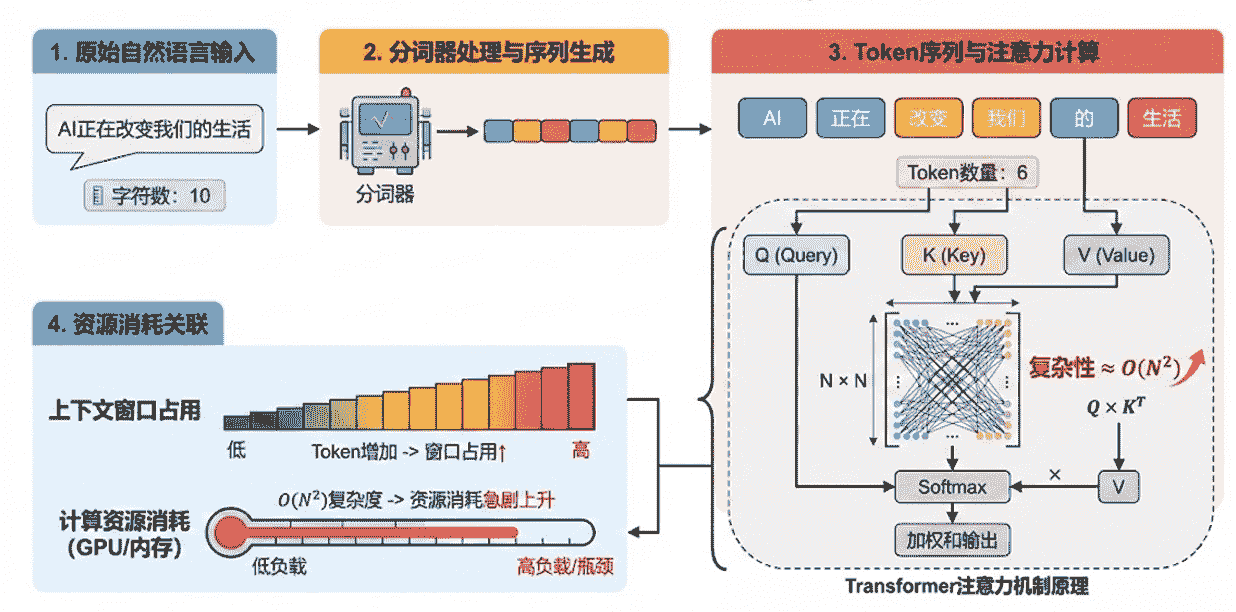 1. 原始自然语言输入
AI正在改变我们的生活
字符数：10
2. 分词器处理与序列生成
分词器
3. Token序列与注意力计算
AI 正在 改变 我们 的 生活
Token数量：6
Q (Query)
K (Key)
V (Value)
... 
N × N
复杂性 ≈ O(N²)
Q × Kᵀ
...
Softmax
×
V
加权和输出
Transformer注意力机制原理
4. 资源消耗关联
上下文窗口占用
低
Token增加 -> 窗口占用↑
高
O(N²)复杂度 -> 资源消耗急剧上升
计算资源消耗
(GPU/内存)
低负载
高负载/瓶颈